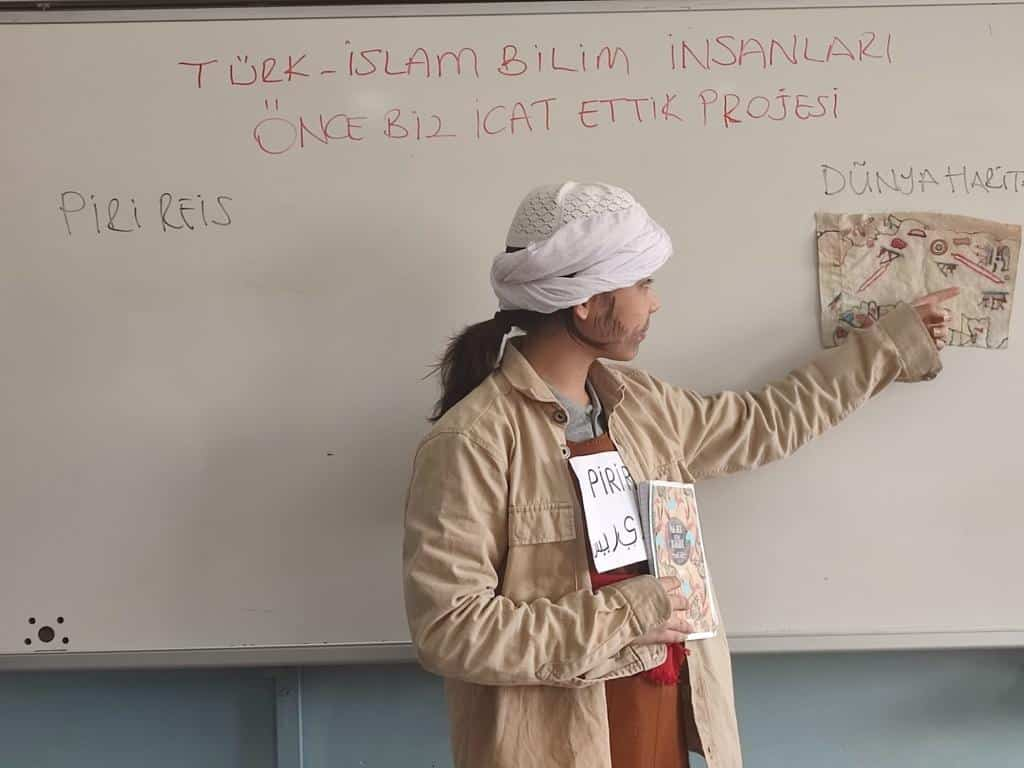 TÜRK-İSLAM BİLİM İNSANLARI
ÖNCE BİZ İCAT ETTİK PROJESİ
PİRİ REİS
DÜNYA HARİTA
PİRİR